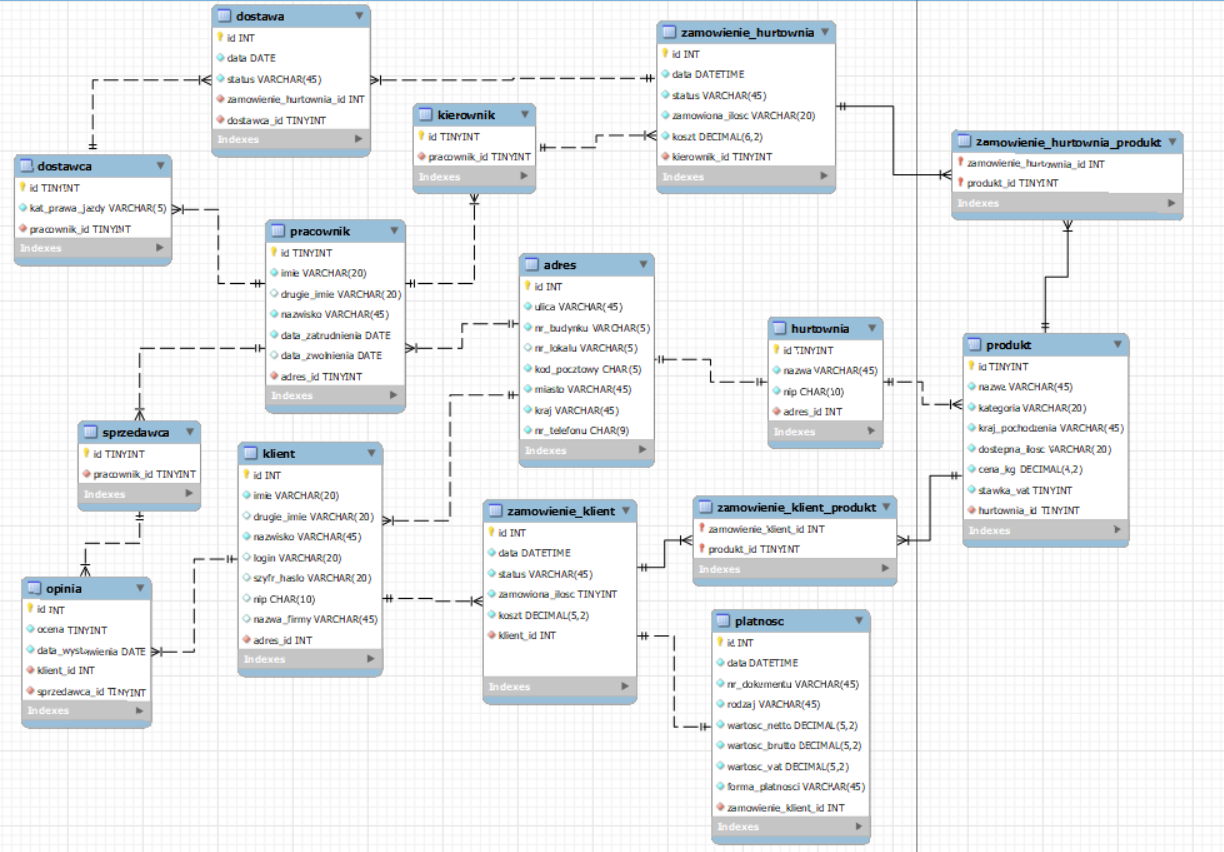 dostawa
id INT
data DATE
status VARCHAR(45)
zamowienie_hurtownia_id INT
dostawca_id TINYINT
Indexes
zamowienie_hurtownia
id INT
data DATETIME
status VARCHAR(45)
zamowiona_ilosc VARCHAR(20)
koszt DECIMAL(6,2)
kierownik_id TINYINT
Indexes
kierownik
id TINYINT
pracownik_id TINYINT
Indexes
zamowienie_hurtownia_produkt
zamowienie_hurtownia_id INT
produkt_id TINYINT
Indexes
dostawca
id TINYINT
kat_prawa_jazdy VARCHAR(5)
pracownik_id TINYINT
Indexes
pracownik
id TINYINT
imie VARCHAR(20)
drugie_imie VARCHAR(20)
nazwisko VARCHAR(45)
data_zatrudnienia DATE
data_zwolnienia DATE
adres_id TINYINT
Indexes
adres
id INT
ulica VARCHAR(45)
nr_budynku VARCHAR(5)
nr_lokalu VARCHAR(5)
kod_pocztowy CHAR(5)
miasto VARCHAR(45)
kraj VARCHAR(45)
nr_telefonu CHAR(9)
Indexes
hurtownia
id TINYINT
nazwa VARCHAR(45)
nip CHAR(10)
adres_id INT
Indexes
produkt
id TINYINT
nazwa VARCHAR(45)
kategoria VARCHAR(20)
kraj_pochodzenia VARCHAR(45)
dostepna_ilosc VARCHAR(20)
cena_kg DECIMAL(4,2)
stawka_vat TINYINT
hurtownia_id TINYINT
Indexes
sprzedawca
id TINYINT
pracownik_id TINYINT
Indexes
klient
id INT
imie VARCHAR(20)
drugie_imie VARCHAR(20)
nazwisko VARCHAR(45)
login VARCHAR(20)
szyfr_haslo VARCHAR(20)
nip CHAR(10)
nazwa_firmy VARCHAR(45)
adres_id INT
Indexes
zamowienie_klient
id INT
data DATETIME
status VARCHAR(45)
zamowiona_ilosc TINYINT
koszt DECIMAL(5,2)
klient_id INT
Indexes
zamowienie_klient_produkt
zamowienie_klient_id INT
produkt_id TINYINT
Indexes
opinia
id INT
ocena TINYINT
data_wystawienia DATE
klient_id INT
sprzedawca_id TINYINT
Indexes
platnosc
id INT
data DATETIME
nr_dokumentu VARCHAR(45)
rodzaj VARCHAR(45)
wartosc_netto DECIMAL(5,2)
wartosc_brutto DECIMAL(5,2)
wartosc_vat DECIMAL(5,2)
forma_platnosci VARCHAR(45)
zamowienie_klient_id INT
Indexes